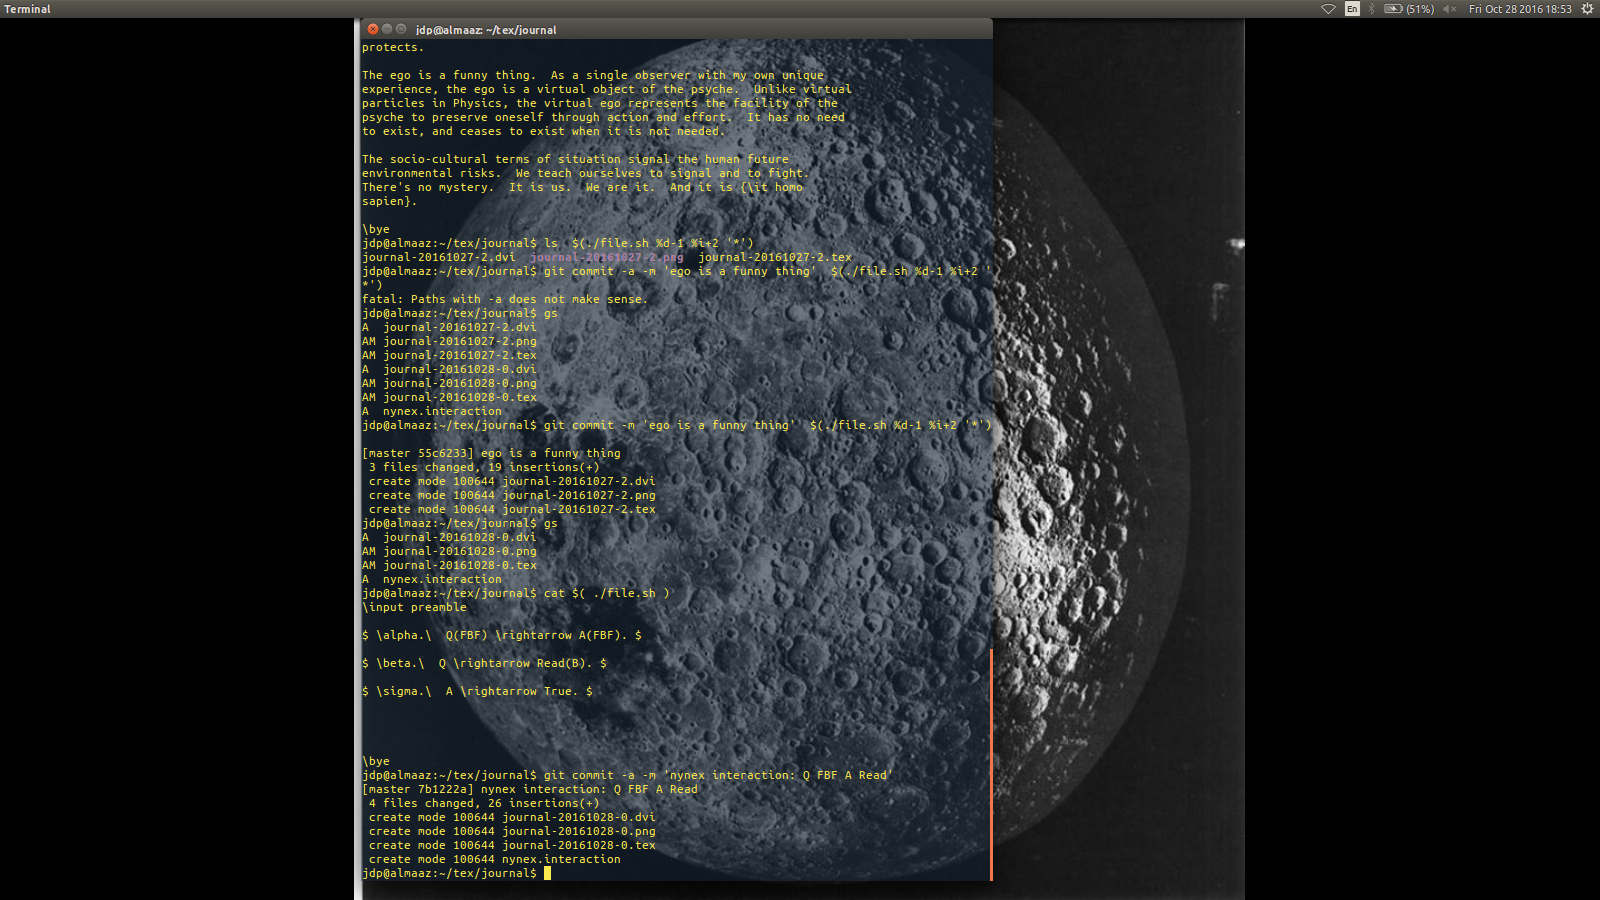 Terminal
En
(51%)
Fri Oct 28 2016 18:53
jdp@almaaz: ~/tex/journal
protects.
The ego is a funny thing.  As a single observer with my own unique
experience, the ego is a virtual object of the psyche.  Unlike virtual
particles in Physics, the virtual ego represents the facility of the
psyche to preserve oneself through action and effort.  It has no need
to exist, and ceases to exist when it is not needed.
The socio-cultural terms of situation signal the human future
environmental risks.  We teach ourselves to signal and to fight.
There's no mystery.  It is us.  We are it.  And it is {\it homo
sapien}.
\bye
jdp@almaaz:~/tex/journal$ ls  $(./file.sh %d-1 %i+2 '*')
journal-20161027-2.dvi  journal-20161027-2.png  journal-20161027-2.tex
jdp@almaaz:~/tex/journal$ git commit -a -m 'ego is a funny thing'  $(./file.sh %d-1 %i+2 '
*')
fatal: Paths with -a does not make sense.
jdp@almaaz:~/tex/journal$ gs
A  journal-20161027-2.dvi
AM journal-20161027-2.png
AM journal-20161027-2.tex
A  journal-20161028-0.dvi
AM journal-20161028-0.png
AM journal-20161028-0.tex
A  nynex.interaction
jdp@almaaz:~/tex/journal$ git commit -m 'ego is a funny thing'  $(./file.sh %d-1 %i+2 '*')
[master 55c6233] ego is a funny thing
 3 files changed, 19 insertions(+)
 create mode 100644 journal-20161027-2.dvi
 create mode 100644 journal-20161027-2.png
 create mode 100644 journal-20161027-2.tex
jdp@almaaz:~/tex/journal$ gs
A  journal-20161028-0.dvi
AM journal-20161028-0.png
AM journal-20161028-0.tex
A  nynex.interaction
jdp@almaaz:~/tex/journal$ cat $( ./file.sh )
\input preamble
$ \alpha.\  Q(FBF) \rightarrow A(FBF). $
$ \beta.\  Q \rightarrow Read(B). $
$ \sigma.\  A \rightarrow True. $
\bye
jdp@almaaz:~/tex/journal$ git commit -a -m 'nynex interaction: Q FBF A Read'
[master 7b1222a] nynex interaction: Q FBF A Read
 4 files changed, 26 insertions(+)
 create mode 100644 journal-20161028-0.dvi
 create mode 100644 journal-20161028-0.png
 create mode 100644 journal-20161028-0.tex
 create mode 100644 nynex.interaction
jdp@almaaz:~/tex/journal$